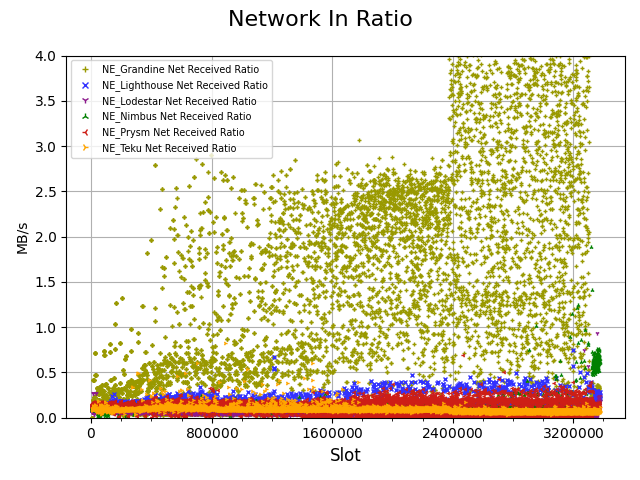 Network In Ratio
NE_Grandine Net Received Ratio
NE_Lighthouse Net Received Ratio
NE_Lodestar Net Received Ratio
NE_Nimbus Net Received Ratio
NE_Prysm Net Received Ratio
NE_Teku Net Received Ratio
4.0
3.5
3.0
2.5
2.0
1.5
1.0
0.5
0.0
MB/s
0
800000
1600000
2400000
3200000
Slot